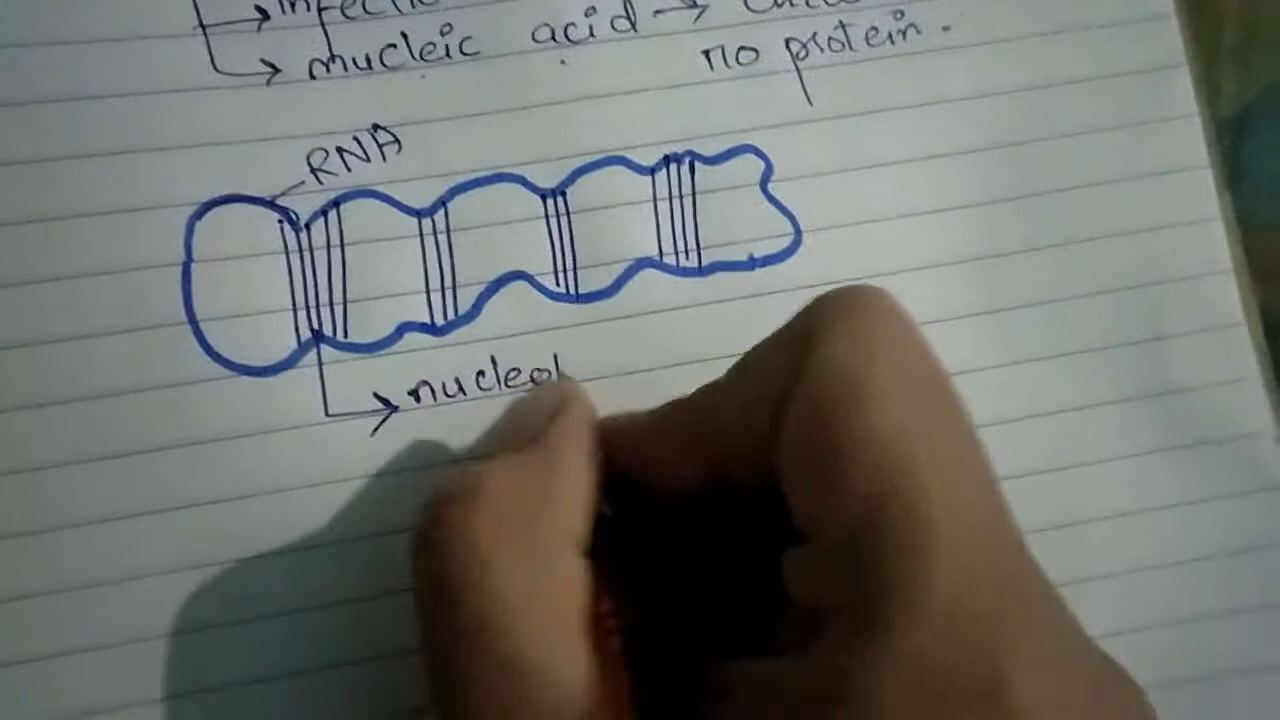 nucleic acid →
no protein.
RNA
nucleo